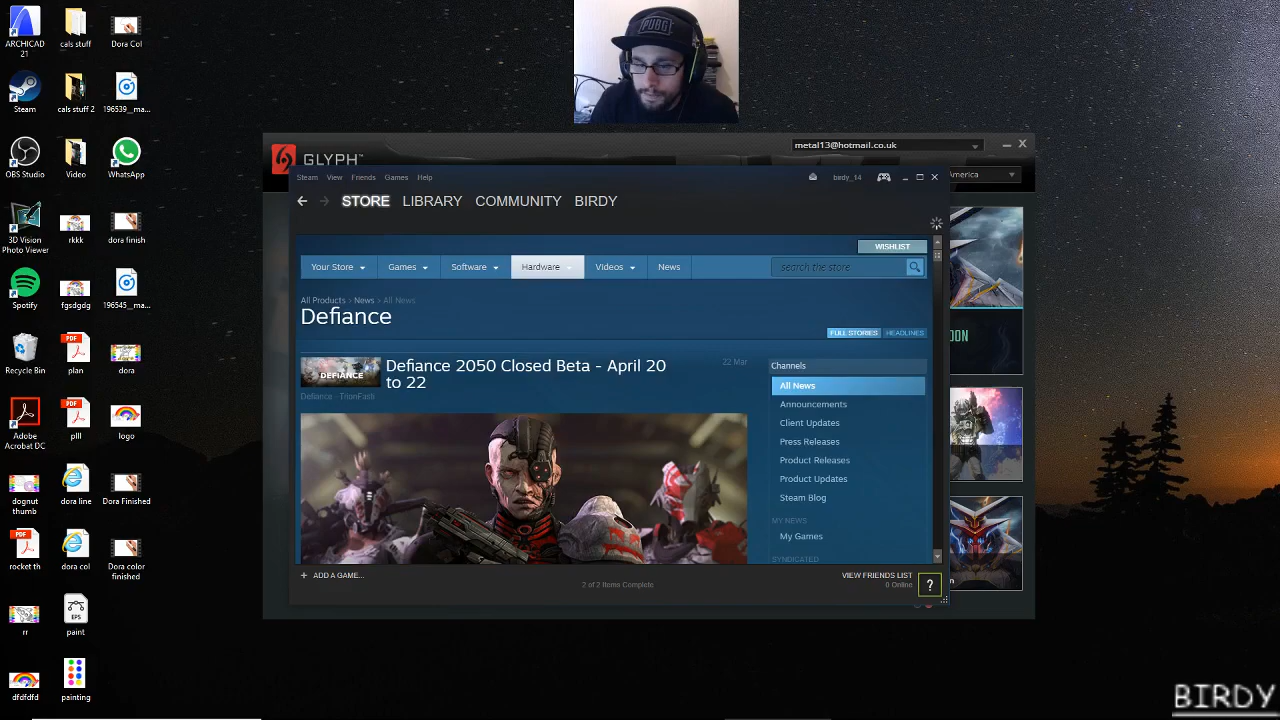 PUBG
ARCHICAD 21
cals stuff
Dora Col
Steam
cals stuff 2
196539_ma...
OBS Studio
Video
WhatsApp
3D Vision Photo Viewer
rkkk
dora finish
Spotify
fgsdgdg
196545_ma...
Recycle Bin
plan
dora
Adobe Acrobat DC
plll
logo
dognut thumb
dora line
Dora Finished
rocket th
dora col
Dora color finished
rr
paint
dfdfdfd
painting
GLYPH™
metal13@hotmail.co.uk
America
Steam View Friends Games Help
birdy_14
STORE LIBRARY COMMUNITY BIRDY
WISHLIST
Your Store Games Software Hardware Videos News
search the store
All Products > News > All News
Defiance
FULL STORIES HEADLINES
DEFIANCE
Defiance 2050 Closed Beta - April 20
to 22
22 Mar
Defiance - TrionFasti
Channels
All News
Announcements
Client Updates
Press Releases
Product Releases
Product Updates
Steam Blog
MY NEWS
My Games
SYNDICATED
+ ADD A GAME...
2 of 2 Items Complete
VIEW FRIENDS LIST
0 Online
?
BIRDY